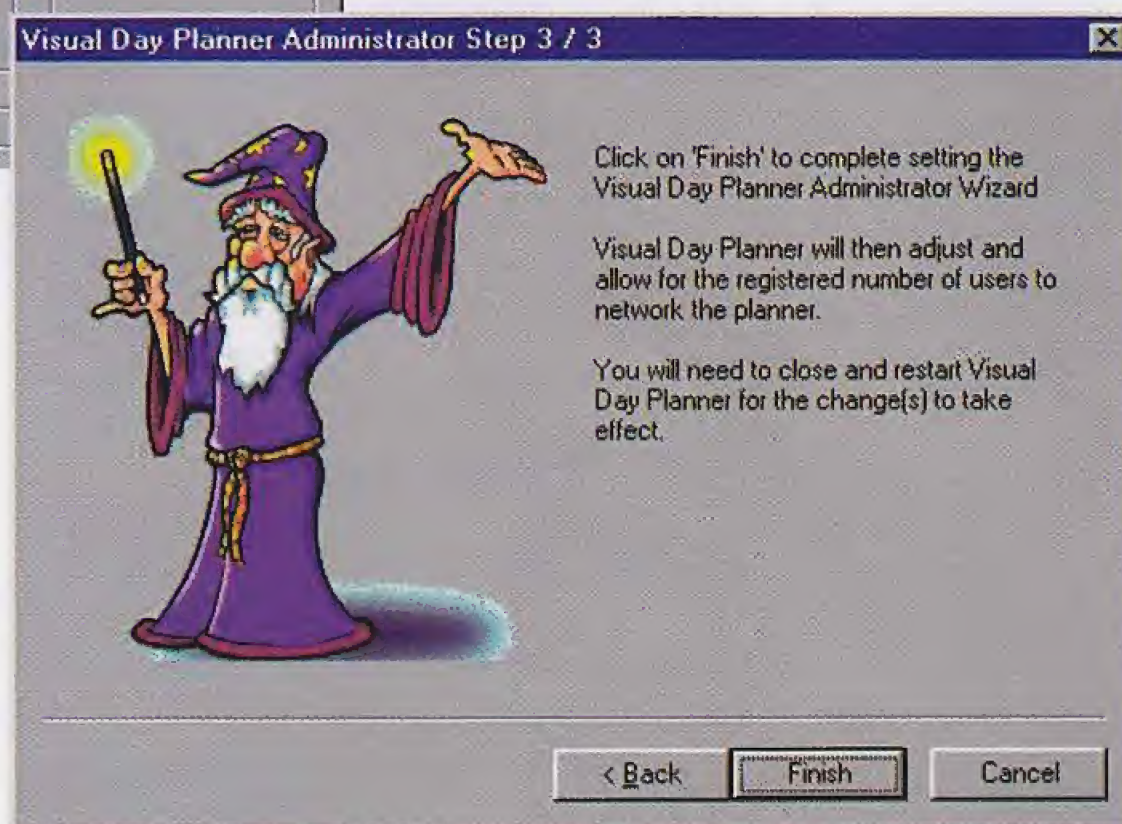 Visual Day Planner Administrator Step 3 / 3
Click on 'Finish' to complete setting the
Visual Day Planner Administrator Wizard
Visual Day Planner will then adjust and
allow for the registered number of users to
network the planner.
You will need to close and restart Visual
Day Planner for the change(s) to take
effect.
< Back
Finish
Cancel